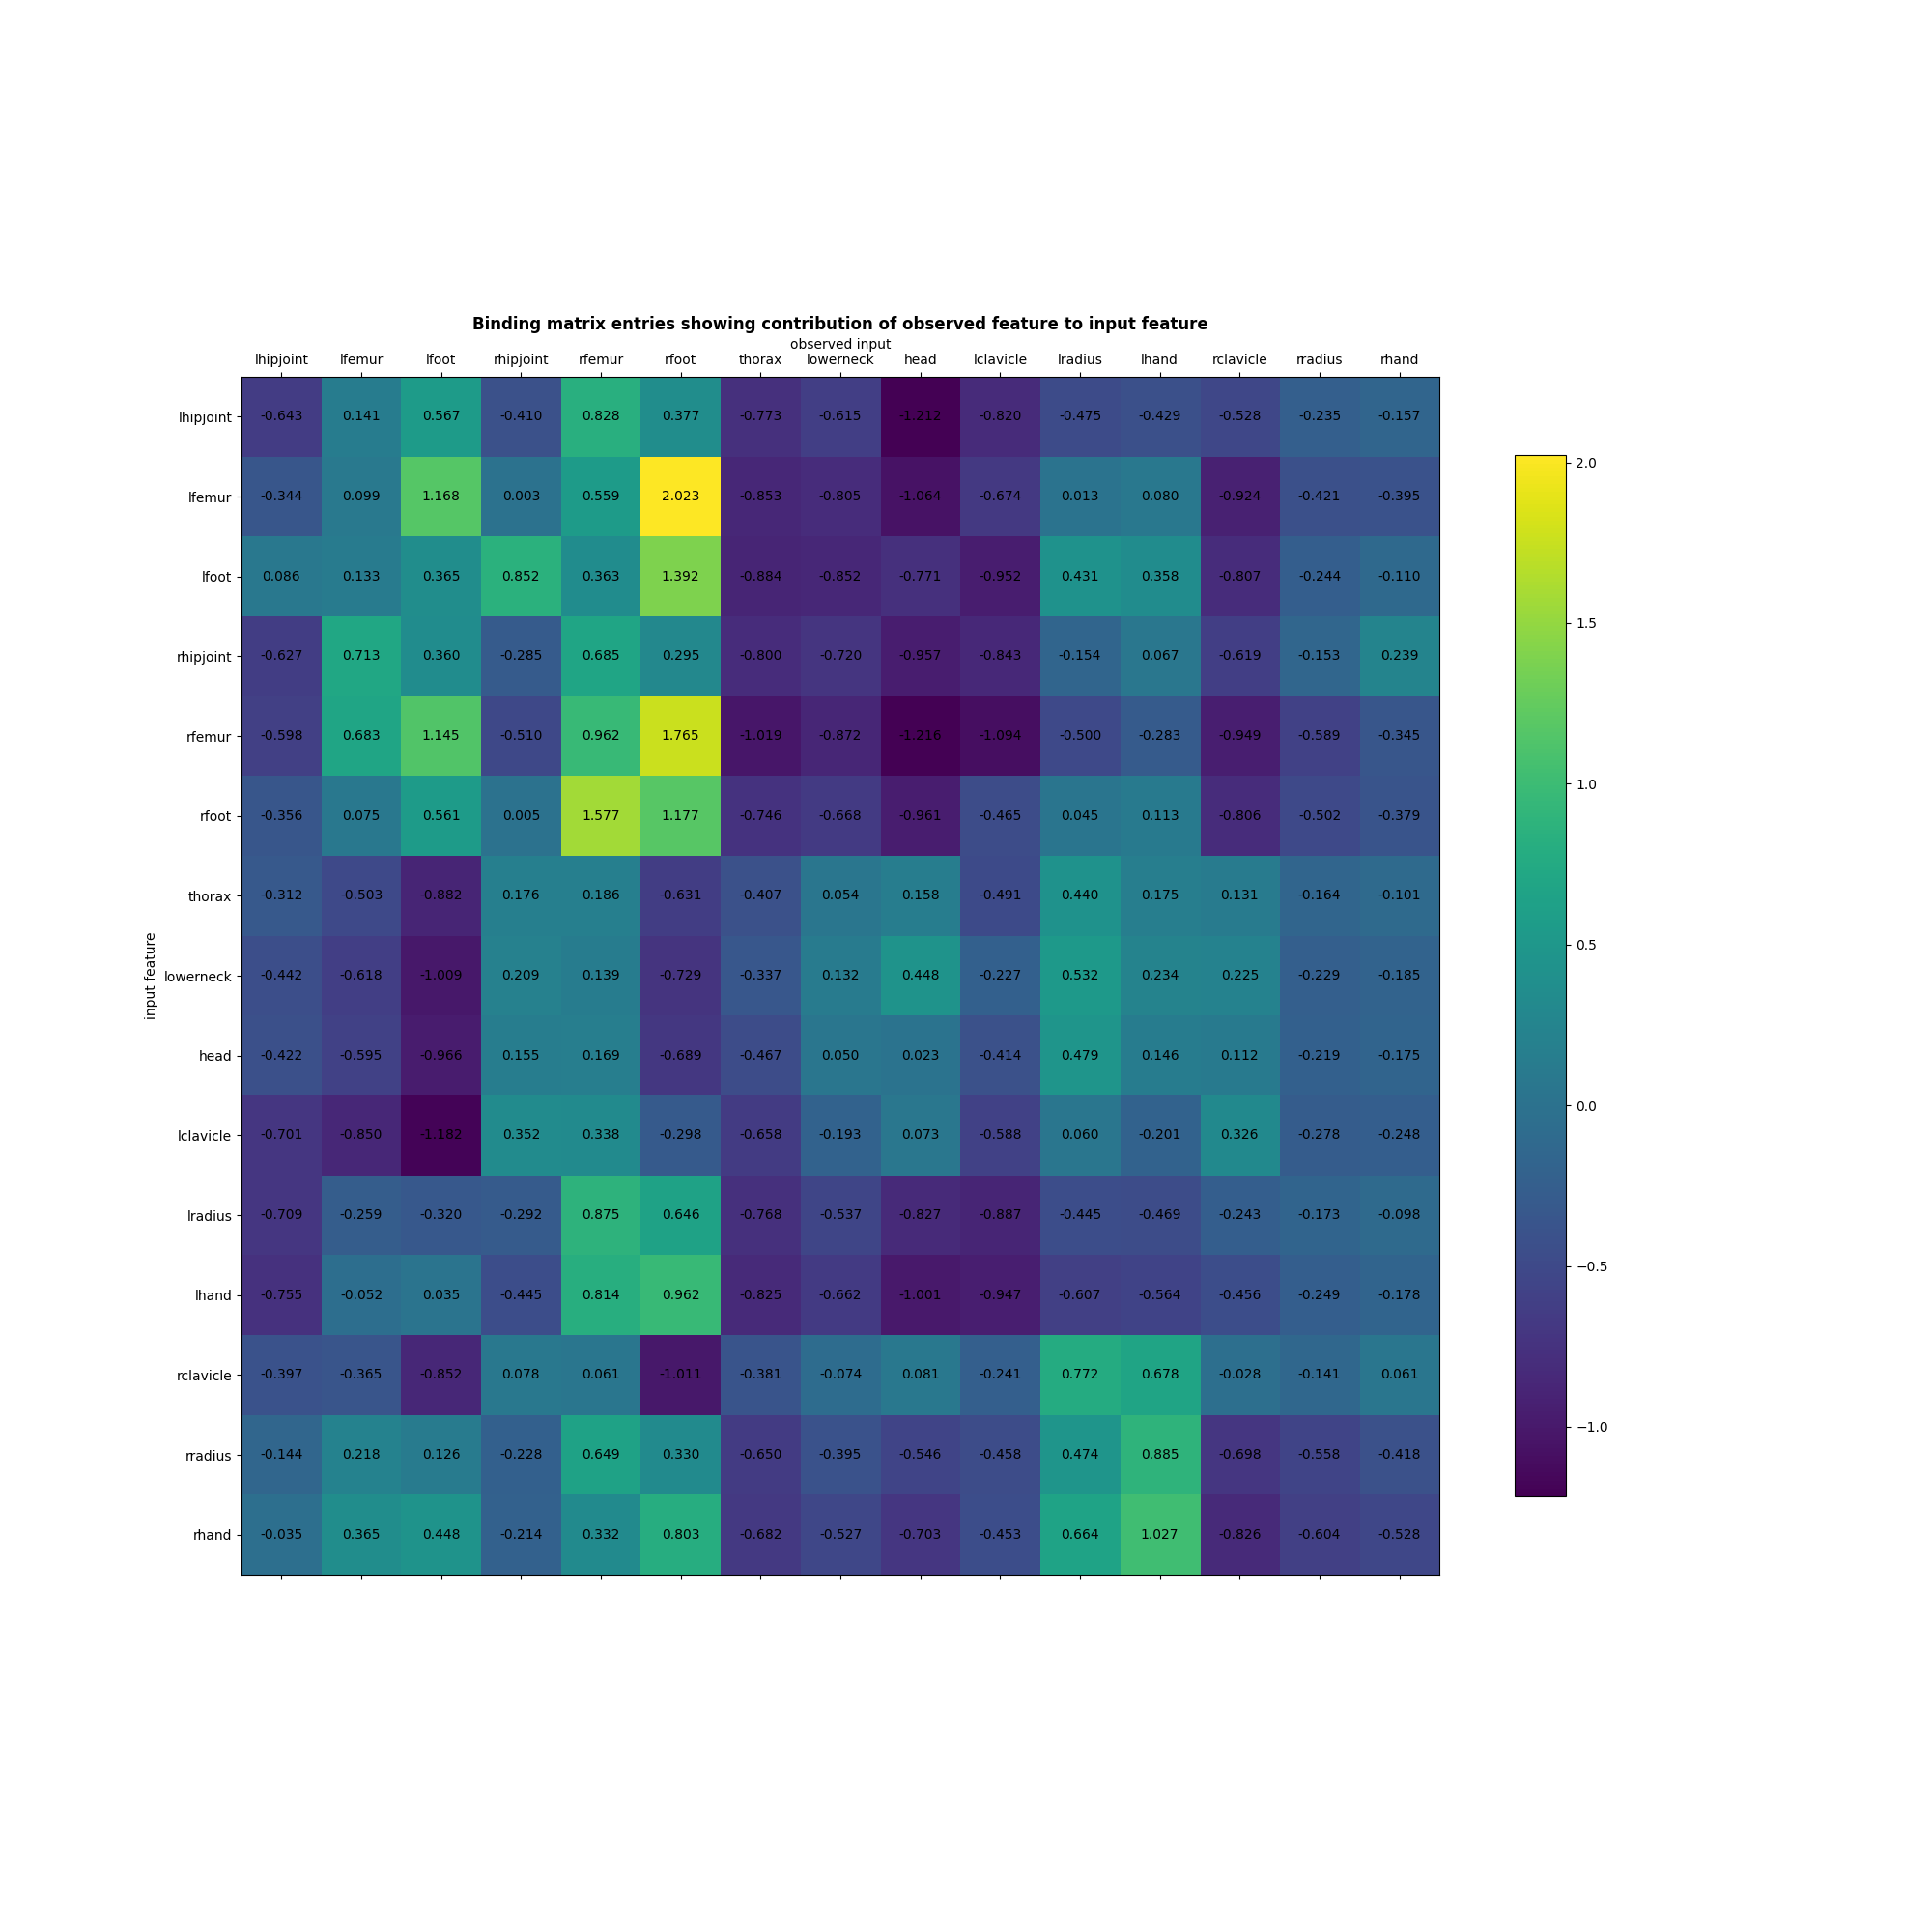 Binding matrix entries showing contribution of observed feature to input feature
observed input
lhipjoint lfemur lfoot rhipjoint rfemur rfoot thorax lowerneck head lclavicle lradius lhand rclavicle rradius rhand
lhipjoint -0.643 0.141 0.567 -0.410 0.828 0.377 -0.773 -0.615 -1.212 -0.820 -0.475 -0.429 -0.528 -0.235 -0.157
2.0
lfemur -0.344 0.099 1.168 0.003 0.559 2.023 -0.853 -0.805 -1.064 -0.674 0.013 0.080 -0.924 -0.421 -0.395
lfoot 0.086 0.133 0.365 0.852 0.363 1.392 -0.884 -0.852 -0.771 -0.952 0.431 0.358 -0.807 -0.244 -0.110
1.5
rhipjoint -0.627 0.713 0.360 -0.285 0.685 0.295 -0.800 -0.720 -0.957 -0.843 -0.154 0.067 -0.619 -0.153 0.239
rfemur -0.598 0.683 1.145 -0.510 0.962 1.765 -1.019 -0.872 -1.216 -1.094 -0.500 -0.283 -0.949 -0.589 -0.345
1.0
rfoot -0.356 0.075 0.561 0.005 1.577 1.177 -0.746 -0.668 -0.961 -0.465 0.045 0.113 -0.806 -0.502 -0.379
thorax -0.312 -0.503 -0.882 0.176 0.186 -0.631 -0.407 0.054 0.158 -0.491 0.440 0.175 0.131 -0.164 -0.101
0.5
input feature
lowerneck -0.442 -0.618 -1.009 0.209 0.139 -0.729 -0.337 0.132 0.448 -0.227 0.532 0.234 0.225 -0.229 -0.185
head -0.422 -0.595 -0.966 0.155 0.169 -0.689 -0.467 0.050 0.023 -0.414 0.479 0.146 0.112 -0.219 -0.175
0.0
lclavicle -0.701 -0.850 -1.182 0.352 0.338 -0.298 -0.658 -0.193 0.073 -0.588 0.060 -0.201 0.326 -0.278 -0.248
lradius -0.709 -0.259 -0.320 -0.292 0.875 0.646 -0.768 -0.537 -0.827 -0.887 -0.445 -0.469 -0.243 -0.173 -0.098
−0.5
lhand -0.755 -0.052 0.035 -0.445 0.814 0.962 -0.825 -0.662 -1.001 -0.947 -0.607 -0.564 -0.456 -0.249 -0.178
rclavicle -0.397 -0.365 -0.852 0.078 0.061 -1.011 -0.381 -0.074 0.081 -0.241 0.772 0.678 -0.028 -0.141 0.061
−1.0
rradius -0.144 0.218 0.126 -0.228 0.649 0.330 -0.650 -0.395 -0.546 -0.458 0.474 0.885 -0.698 -0.558 -0.418
rhand -0.035 0.365 0.448 -0.214 0.332 0.803 -0.682 -0.527 -0.703 -0.453 0.664 1.027 -0.826 -0.604 -0.528